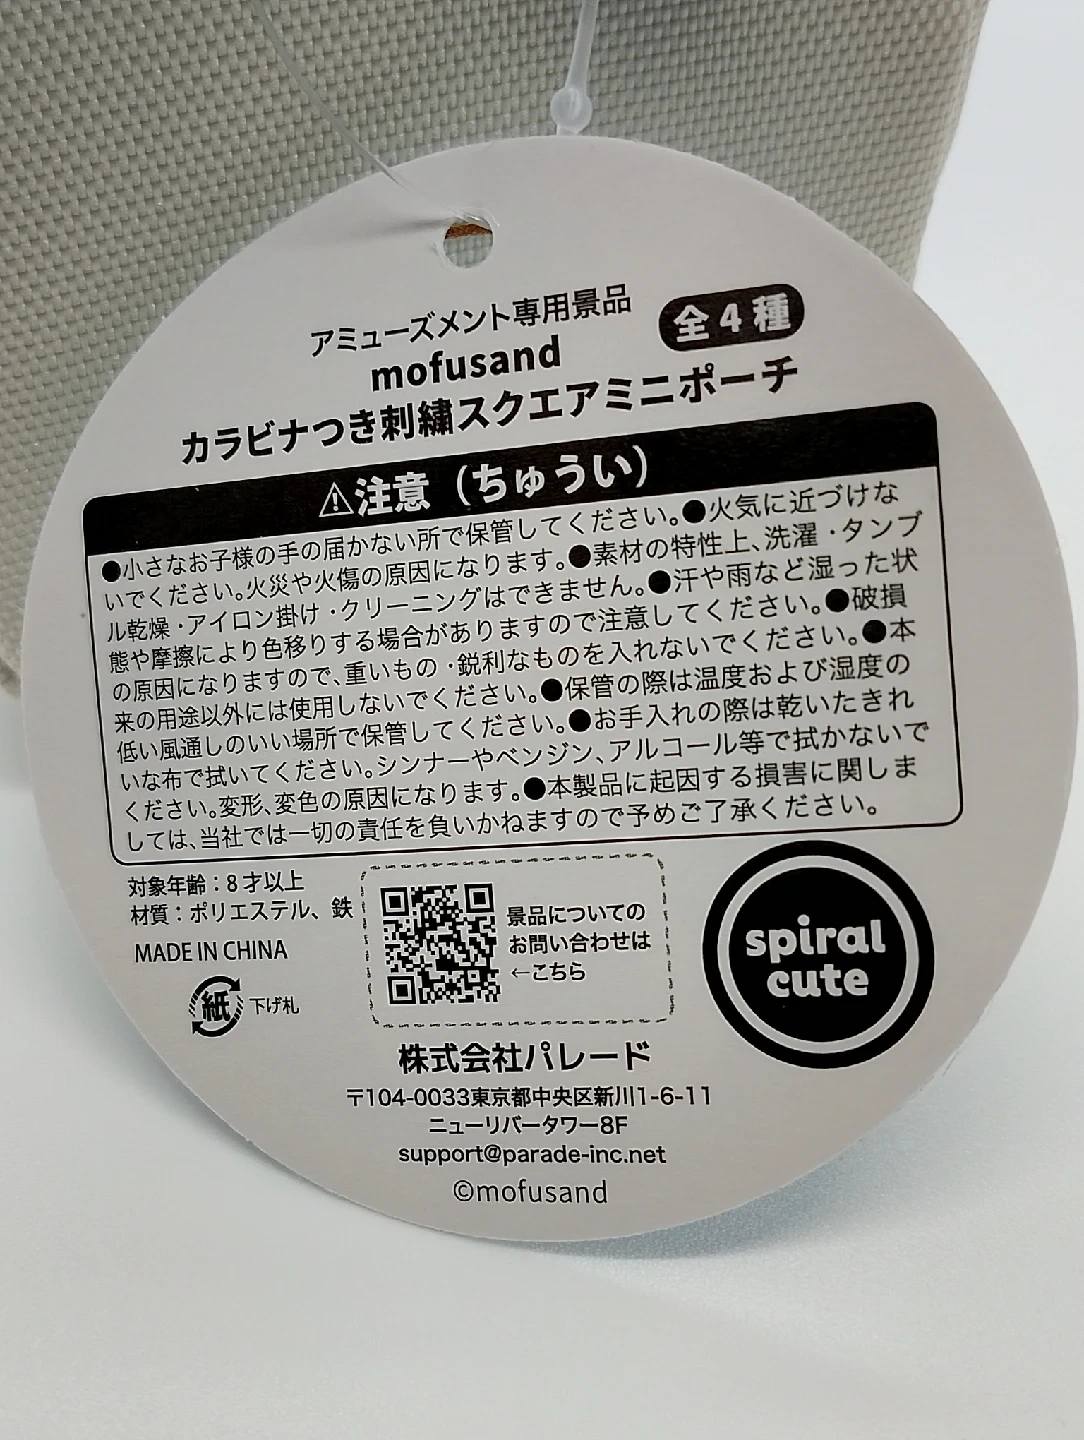 アミューズメント専用景品
全4種
mofusand
カラビナつき刺繍スクエアミニポーチ
⚠注意（ちゅうい）
●小さなお子様の手の届かない所で保管してください。●火気に近づけな
いでください。火災や火傷の原因になります。●素材の特性上、洗濯・タンブ
ル乾燥・アイロン掛け・クリーニングはできません。●汗や雨など湿った状
態や摩擦により色移りする場合がありますので注意してください。●破損
の原因になりますので、重いもの・鋭利なものを入れないでください。●本
来の用途以外には使用しないでください。●保管の際は温度および湿度の
低い風通しのいい場所で保管してください。●お手入れの際は乾いたきれ
いな布で拭いてください。シンナーやベンジン、アルコール等で拭かないで
ください。変形、変色の原因になります。●本製品に起因する損害に関しま
しては、当社では一切の責任を負いかねますので予めご了承ください。
対象年齢：8才以上
材質：ポリエステル、鉄
MADE IN CHINA
紙 下げ札
景品についての
お問い合わせは
←こちら
spiral
cute
株式会社パレード
〒104-0033東京都中央区新川1-6-11
ニューリバータワー8F
support@parade-inc.net
©mofusand